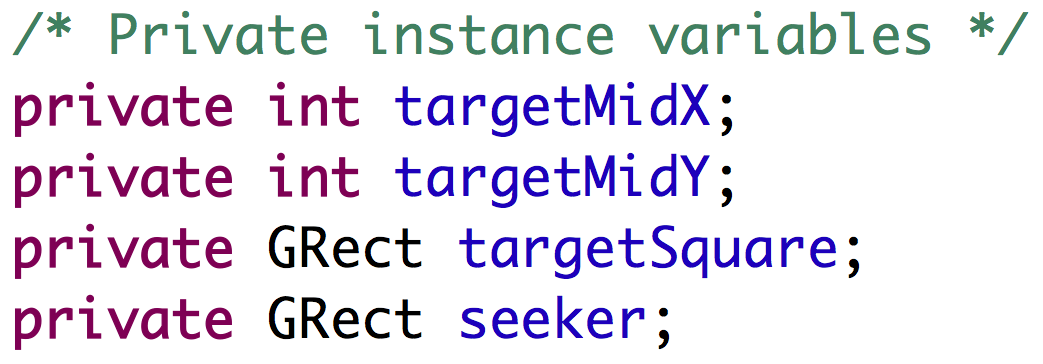 /* Private instance variables */
private int targetMidX;
private int targetMidY;
private GRect targetSquare;
private GRect seeker;